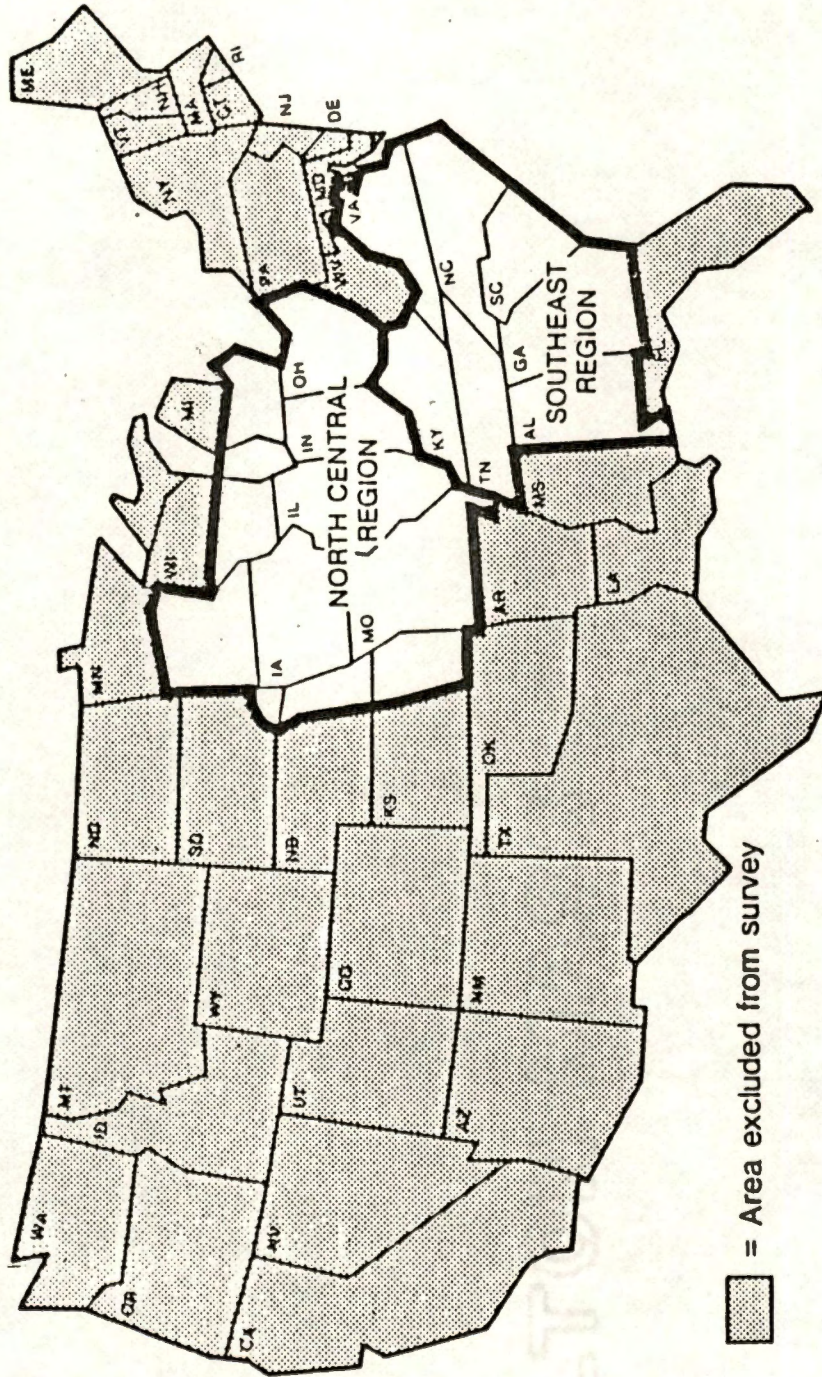 WA
MT
ND
MN
ME
OR
ID
SD
WI
MI
VT
NH
NY
MA
CT
RI
WY
NB
IA
PA
NJ
CA
NV
UT
CO
KS
NORTH CENTRAL
REGION
IL
IN
OH
MO
WV
MD
DE
VA
KY
AZ
NM
OK
AR
TN
NC
SC
TX
LA
MS
AL
GA
SOUTHEAST
REGION
FL
= Area excluded from survey